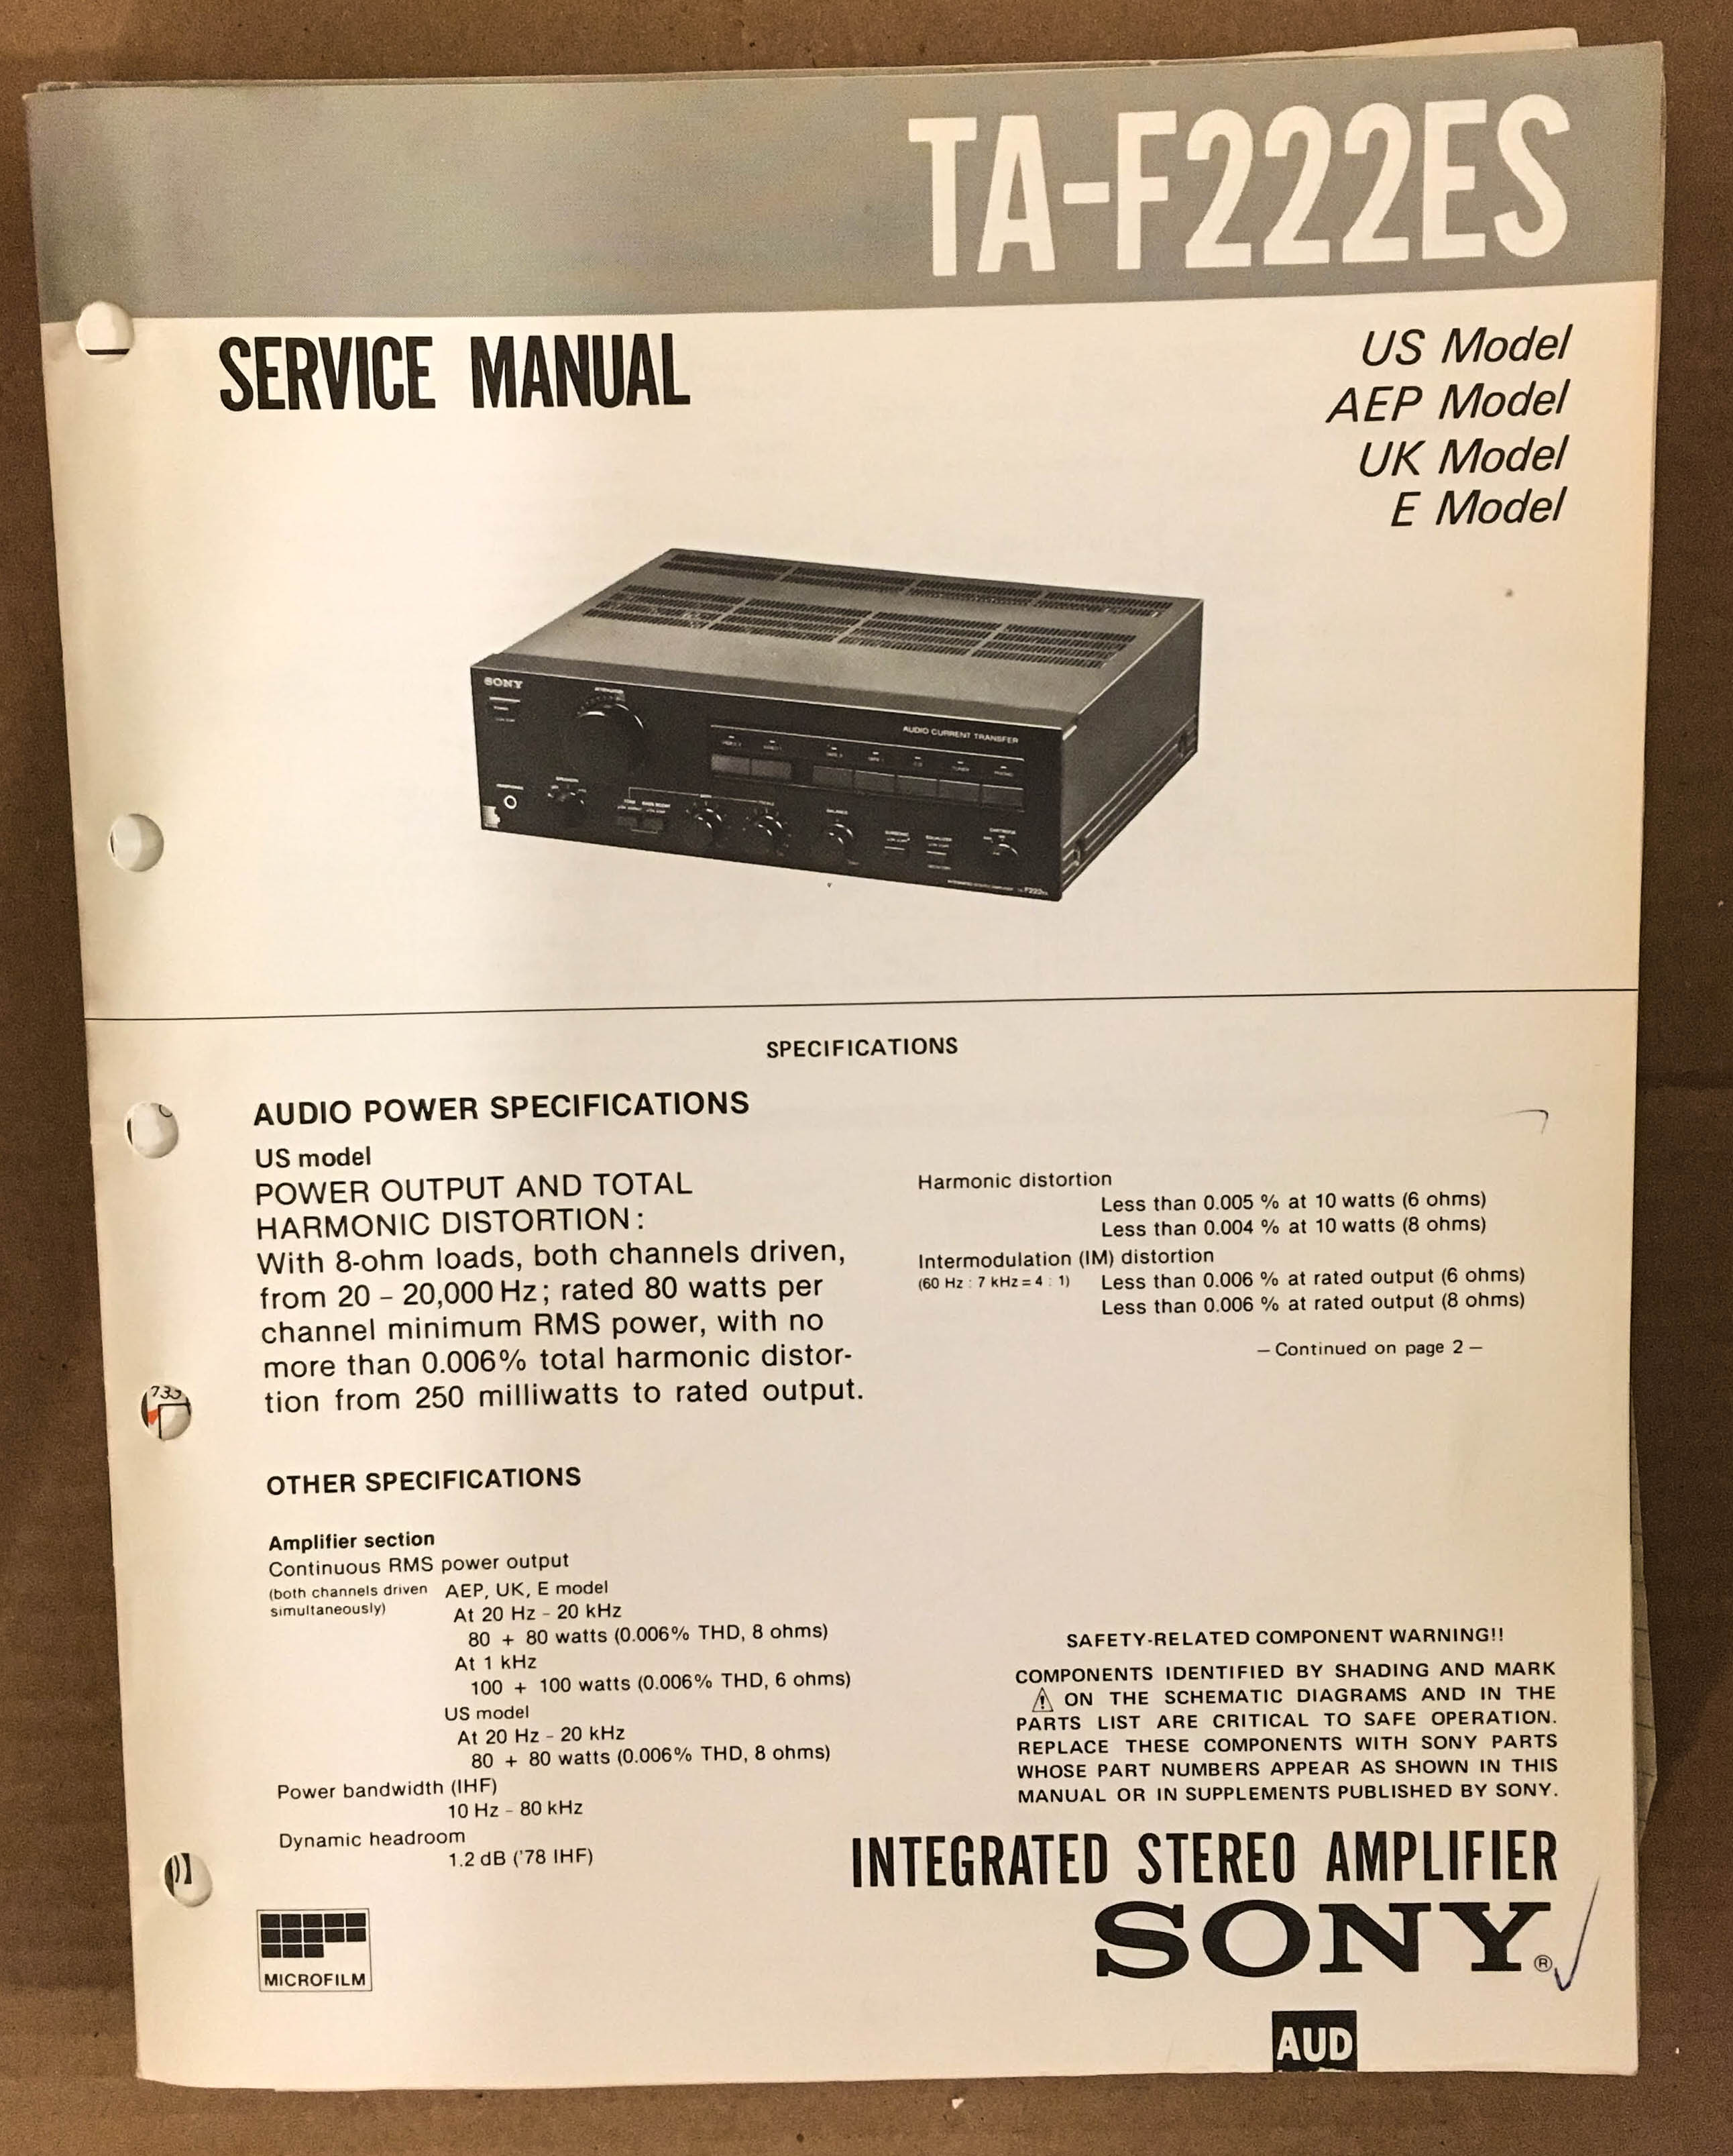 TA-F222ES
SERVICE MANUAL
US Model
AEP Model
UK Model
E Model
SONY
AUDIO CURRENT TRANSFER
SPECIFICATIONS
AUDIO POWER SPECIFICATIONS
US model
POWER OUTPUT AND TOTAL
HARMONIC DISTORTION:
With 8-ohm loads, both channels driven,
from 20 – 20,000 Hz; rated 80 watts per
channel minimum RMS power, with no
more than 0.006% total harmonic distor-
tion from 250 milliwatts to rated output.
OTHER SPECIFICATIONS
Amplifier section
Continuous RMS power output
(both channels driven AEP, UK, E model
simultaneously) At 20 Hz – 20 kHz
80 + 80 watts (0.006% THD, 8 ohms)
At 1 kHz
100 + 100 watts (0.006% THD, 6 ohms)
US model
At 20 Hz – 20 kHz
80 + 80 watts (0.006% THD, 8 ohms)
Power bandwidth (IHF)
10 Hz – 80 kHz
Dynamic headroom
1.2 dB ('78 IHF)
Harmonic distortion
Less than 0.005 % at 10 watts (6 ohms)
Less than 0.004 % at 10 watts (8 ohms)
Intermodulation (IM) distortion
(60 Hz : 7 kHz = 4 : 1) Less than 0.006 % at rated output (6 ohms)
Less than 0.006 % at rated output (8 ohms)
– Continued on page 2 –
SAFETY-RELATED COMPONENT WARNING!!
COMPONENTS IDENTIFIED BY SHADING AND MARK
⚠ ON THE SCHEMATIC DIAGRAMS AND IN THE
PARTS LIST ARE CRITICAL TO SAFE OPERATION.
REPLACE THESE COMPONENTS WITH SONY PARTS
WHOSE PART NUMBERS APPEAR AS SHOWN IN THIS
MANUAL OR IN SUPPLEMENTS PUBLISHED BY SONY.
INTEGRATED STEREO AMPLIFIER
SONY®
MICROFILM
AUD